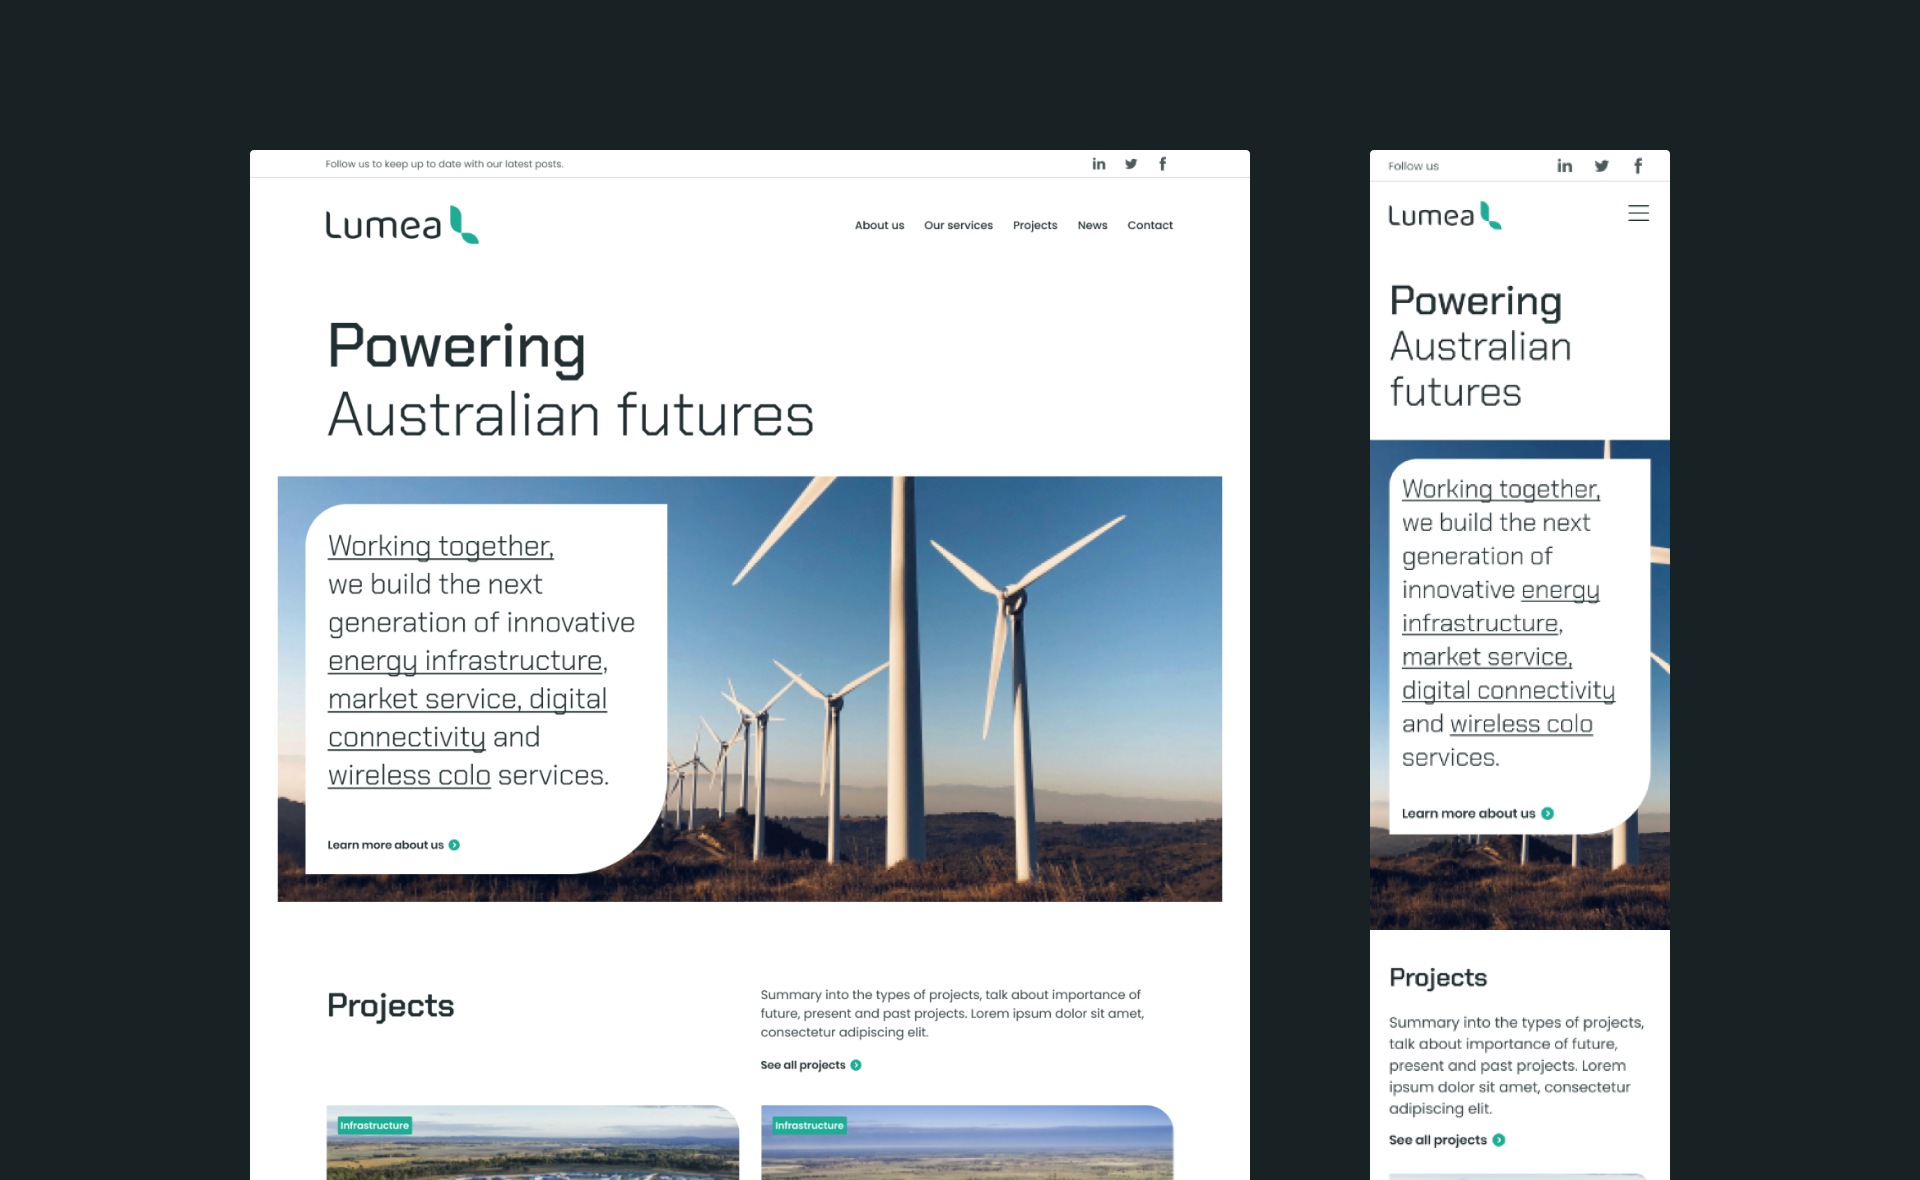 Follow us to keep up to date with our latest posts.
Lumea
About us Our services Projects News Contact
Powering
Australian futures
Working together,
we build the next
generation of innovative
energy infrastructure,
market service, digital
connectivity and
wireless colo services.
Learn more about us
Projects
Summary into the types of projects, talk about importance of
future, present and past projects. Lorem ipsum dolor sit amet,
consectetur adipiscing elit.
See all projects
Infrastructure
Infrastructure
Follow us
Lumea
Powering
Australian
futures
Working together,
we build the next
generation of
innovative energy
infrastructure,
market service,
digital connectivity
and wireless colo
services.
Learn more about us
Projects
Summary into the types of projects,
talk about importance of future,
present and past projects. Lorem
ipsum dolor sit amet, consectetur
adipiscing elit.
See all projects